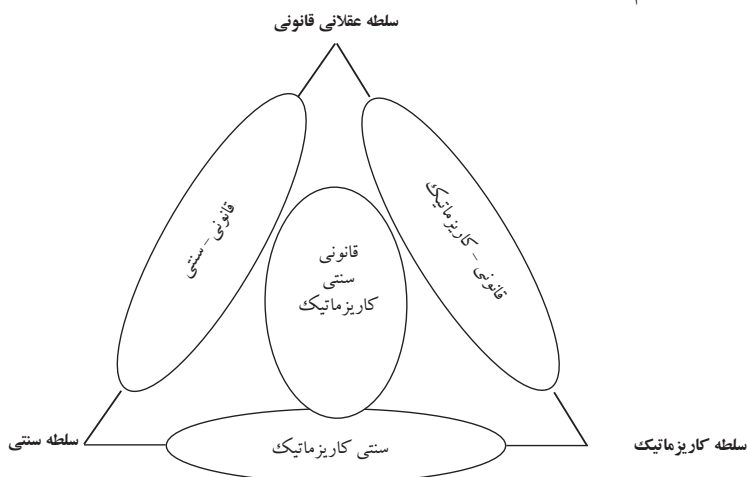 سلطه عقلانی قانونی
قانونی - سنتی
قانونی - کاریزماتیک
قانونی
سنتی
کاریزماتیک
سلطه سنتی
سنتی کاریزماتیک
سلطه کاریزماتیک